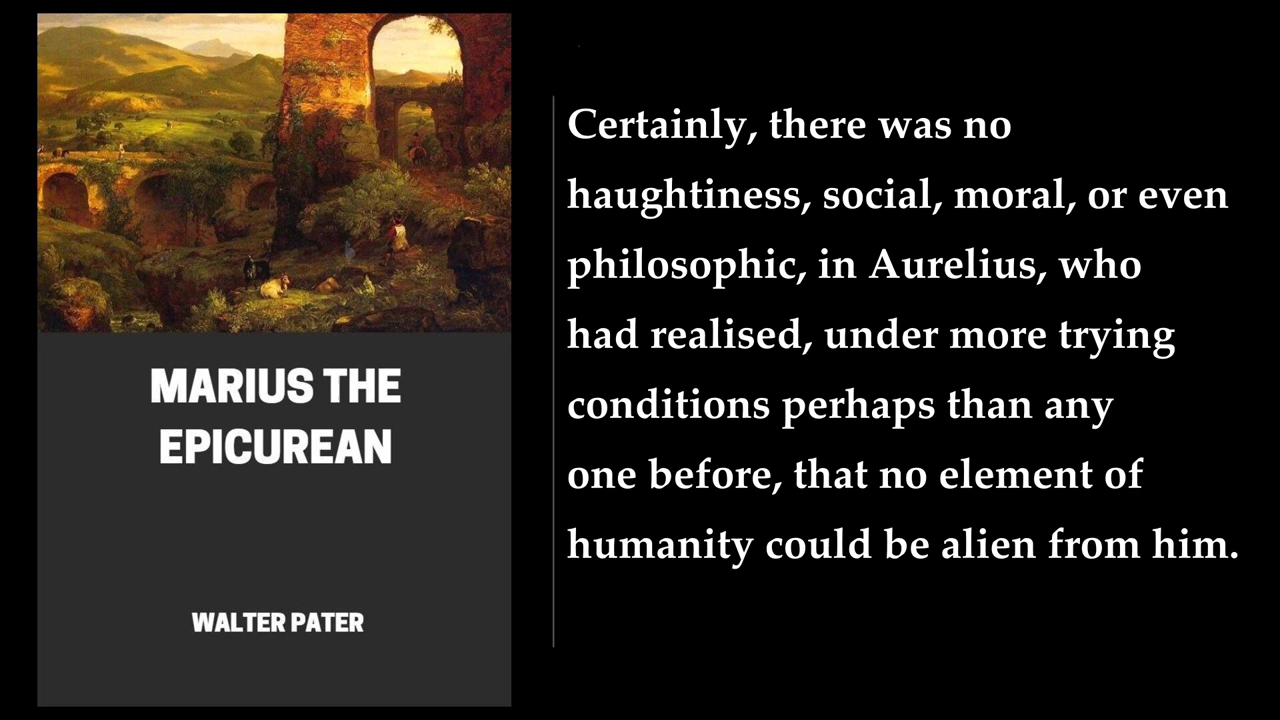 MARIUS THE
EPICUREAN
WALTER PATER
Certainly, there was no
haughtiness, social, moral, or even
philosophic, in Aurelius, who
had realised, under more trying
conditions perhaps than any
one before, that no element of
humanity could be alien from him.